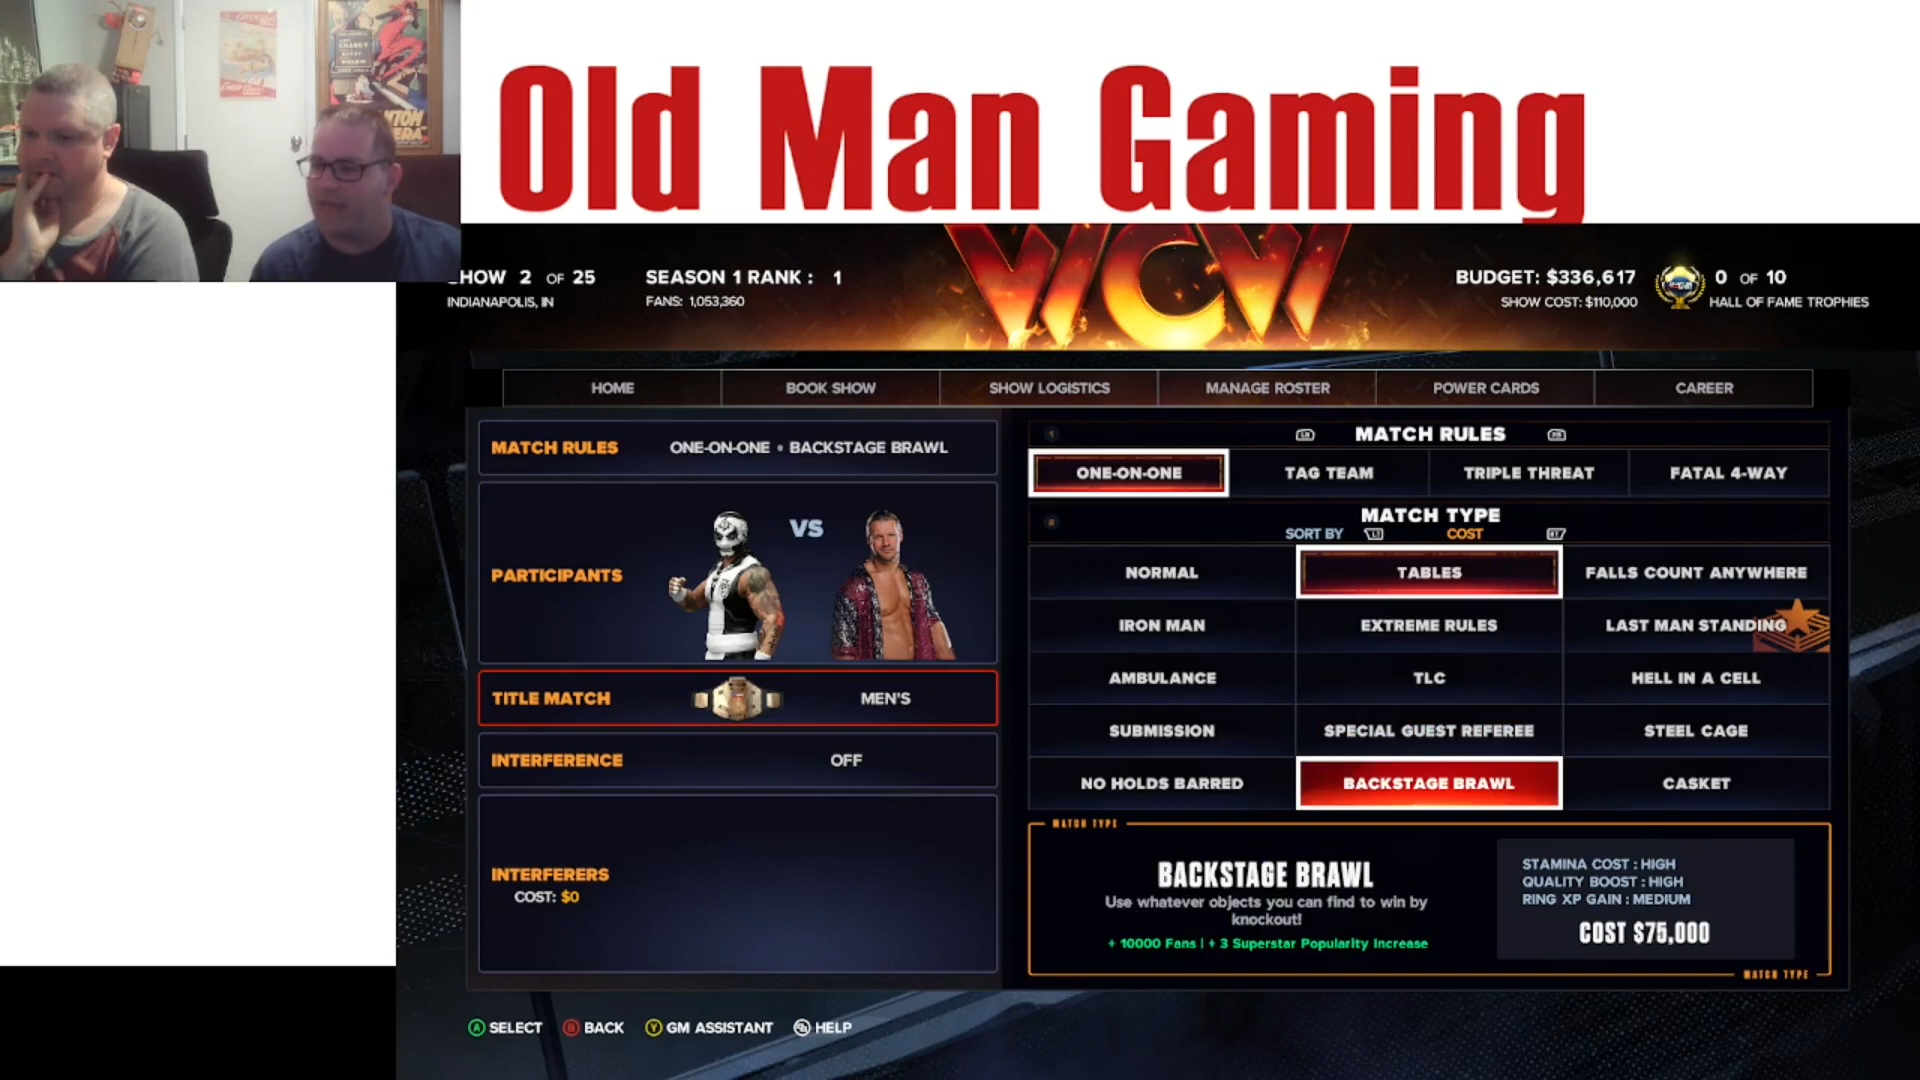 Old Man Gaming
WCW
HOW 2 OF 25
INDIANAPOLIS, IN
SEASON 1 RANK : 1
FANS: 1,053,360
BUDGET: $336,617
SHOW COST: $110,000
0 OF 10
HALL OF FAME TROPHIES
HOME
BOOK SHOW
SHOW LOGISTICS
MANAGE ROSTER
POWER CARDS
CAREER
MATCH RULES
ONE-ON-ONE • BACKSTAGE BRAWL
PARTICIPANTS
VS
TITLE MATCH
MEN'S
INTERFERENCE
OFF
INTERFERERS
COST: $0
MATCH RULES
ONE-ON-ONE
TAG TEAM
TRIPLE THREAT
FATAL 4-WAY
MATCH TYPE
SORT BY
COST
NORMAL
TABLES
FALLS COUNT ANYWHERE
IRON MAN
EXTREME RULES
LAST MAN STANDING
AMBULANCE
TLC
HELL IN A CELL
SUBMISSION
SPECIAL GUEST REFEREE
STEEL CAGE
NO HOLDS BARRED
BACKSTAGE BRAWL
CASKET
MATCH TYPE
BACKSTAGE BRAWL
Use whatever objects you can find to win by
knockout!
+ 10000 Fans | + 3 Superstar Popularity Increase
STAMINA COST : HIGH
QUALITY BOOST : HIGH
RING XP GAIN : MEDIUM
COST $75,000
MATCH TYPE
A SELECT
B BACK
Y GM ASSISTANT
HELP